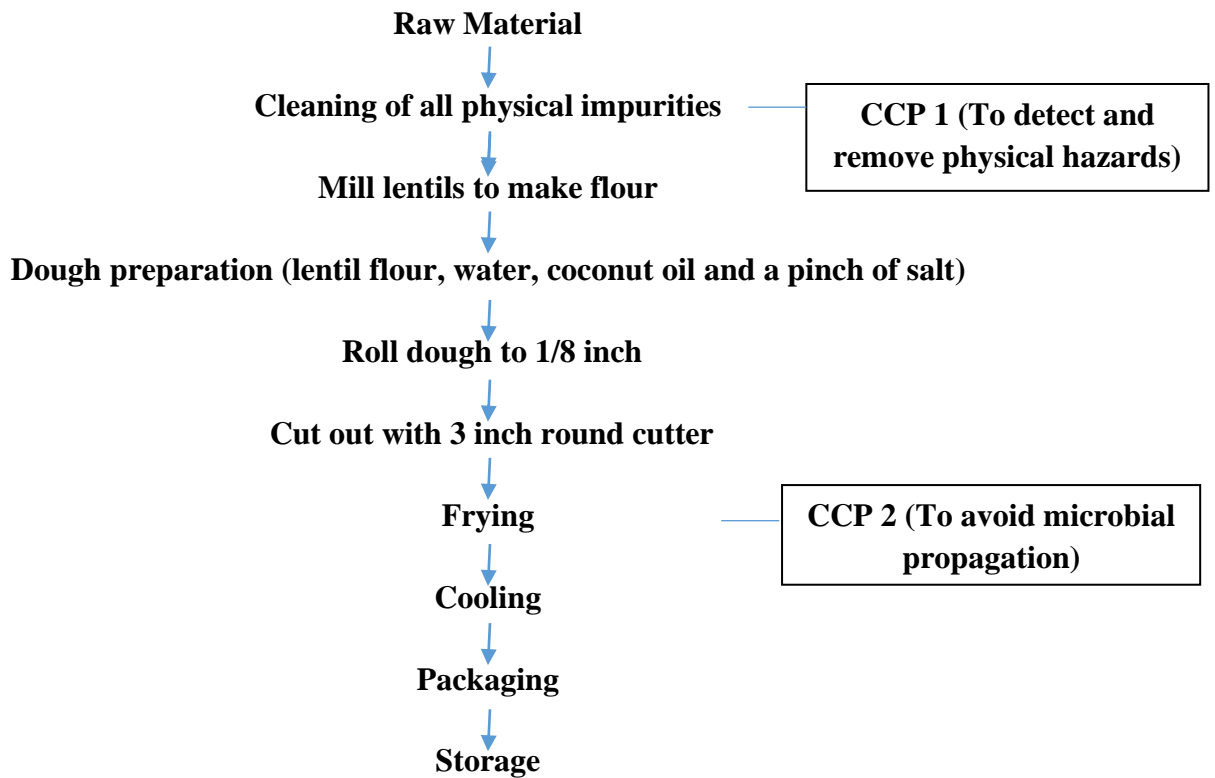 Raw Material
Cleaning of all physical impurities
CCP 1 (To detect and
remove physical hazards)
Mill lentils to make flour
Dough preparation (lentil flour, water, coconut oil and a pinch of salt)
Roll dough to 1/8 inch
Cut out with 3 inch round cutter
Frying
CCP 2 (To avoid microbial
propagation)
Cooling
Packaging
Storage